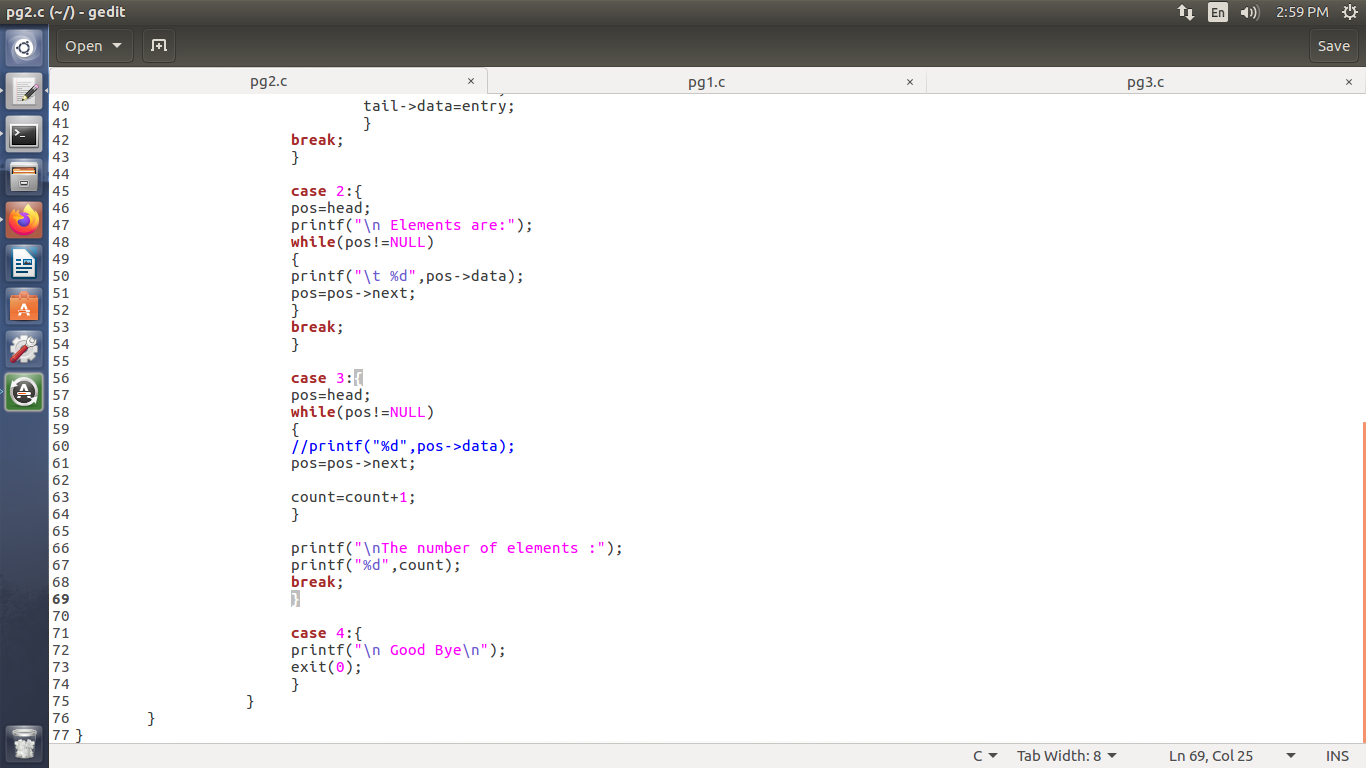 pg2.c (~/) - gedit
En
2:59 PM
Open
Save
pg2.c × pg1.c × pg3.c ×
40 tail->data=entry;
41 }
42 break;
43 }
44
45 case 2:{
46 pos=head;
47 printf("\n Elements are:");
48 while(pos!=NULL)
49 {
50 printf("\t %d",pos->data);
51 pos=pos->next;
52 }
53 break;
54 }
55
56 case 3:{
57 pos=head;
58 while(pos!=NULL)
59 {
60 //printf("%d",pos->data);
61 pos=pos->next;
62
63 count=count+1;
64 }
65
66 printf("\nThe number of elements :");
67 printf("%d",count);
68 break;
69 }
70
71 case 4:{
72 printf("\n Good Bye\n");
73 exit(0);
74 }
75 }
76 }
77 }
C Tab Width: 8 Ln 69, Col 25 INS